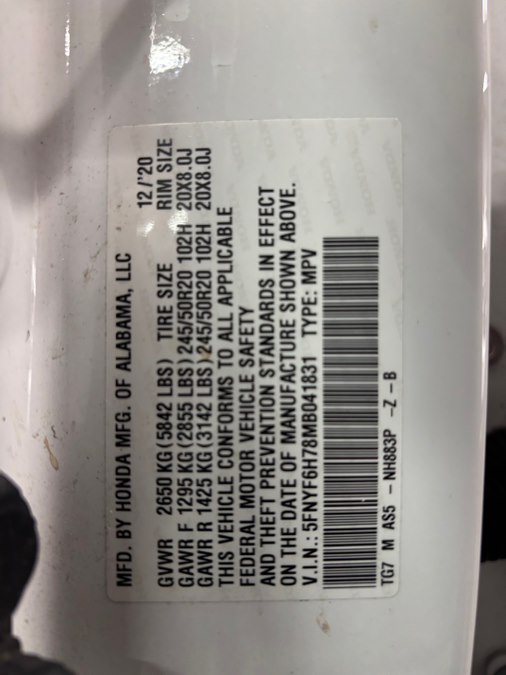 MFD. BY HONDA MFG. OF ALABAMA, LLC 12/'20
GVWR 2650 KG (5842 LBS) TIRE SIZE RIM SIZE
GAWR F 1295 KG (2855 LBS) 245/50R20 102H 20X8.0J
GAWR R 1425 KG (3142 LBS) 245/50R20 102H 20X8.0J
THIS VEHICLE CONFORMS TO ALL APPLICABLE
FEDERAL MOTOR VEHICLE SAFETY
AND THEFT PREVENTION STANDARDS IN EFFECT
ON THE DATE OF MANUFACTURE SHOWN ABOVE.
V.I.N.: 5FNYF6H78MB041831 TYPE: MPV
TG7 M AS5 - NH883P -Z - B